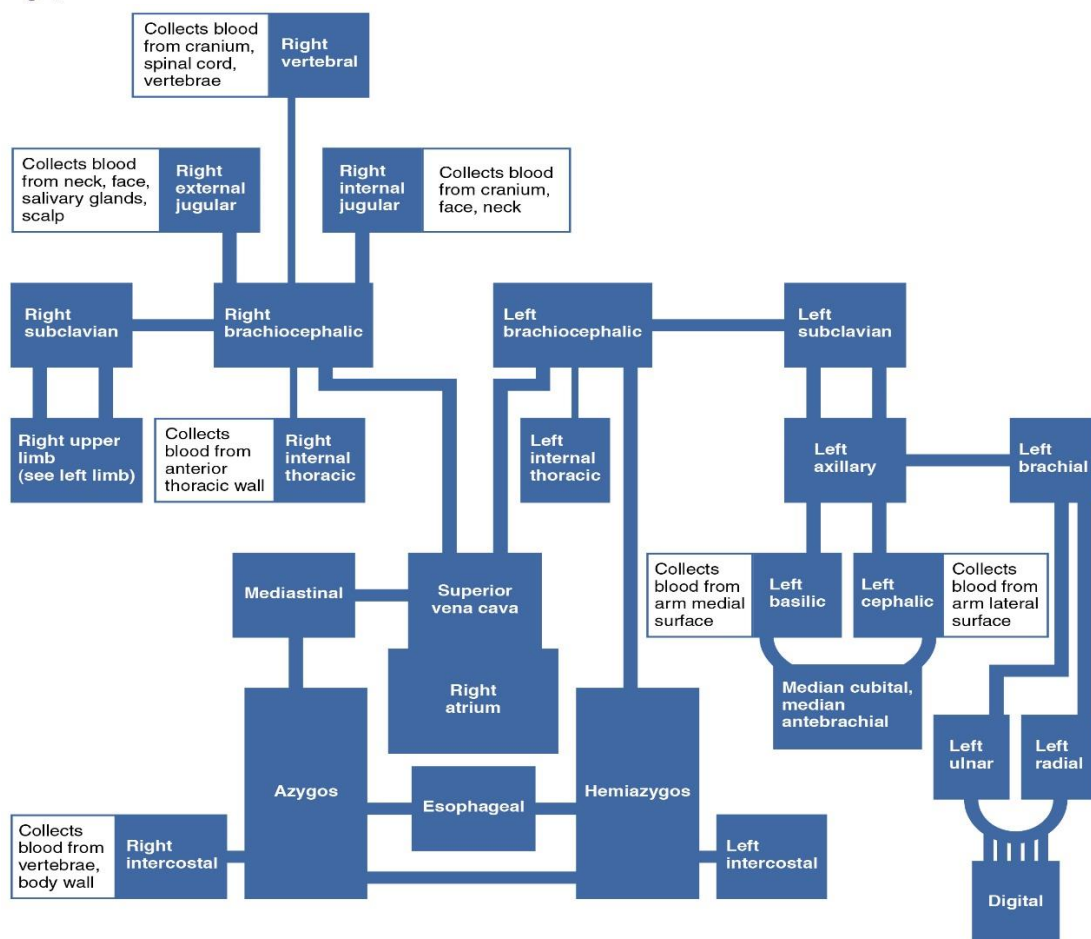 Collects blood
from cranium,
spinal cord,
vertebrae
Right
vertebral
Collects blood
from neck, face,
salivary glands,
scalp
Right
external
jugular
Right
internal
jugular
Collects blood
from cranium,
face, neck
Right
subclavian
Right
brachiocephalic
Left
brachiocephalic
Left
subclavian
Right upper
limb
(see left limb)
Collects
blood from
anterior
thoracic wall
Right
internal
thoracic
Left
internal
thoracic
Left
axillary
Left
brachial
Mediastinal
Superior
vena cava
Collects
blood from
arm medial
surface
Left
basilic
Left
cephalic
Collects
blood from
arm lateral
surface
Right
atrium
Median cubital,
median
antebrachial
Left
ulnar
Left
radial
Azygos
Esophageal
Hemiazygos
Collects
blood from
vertebrae,
body wall
Right
intercostal
Left
intercostal
Digital